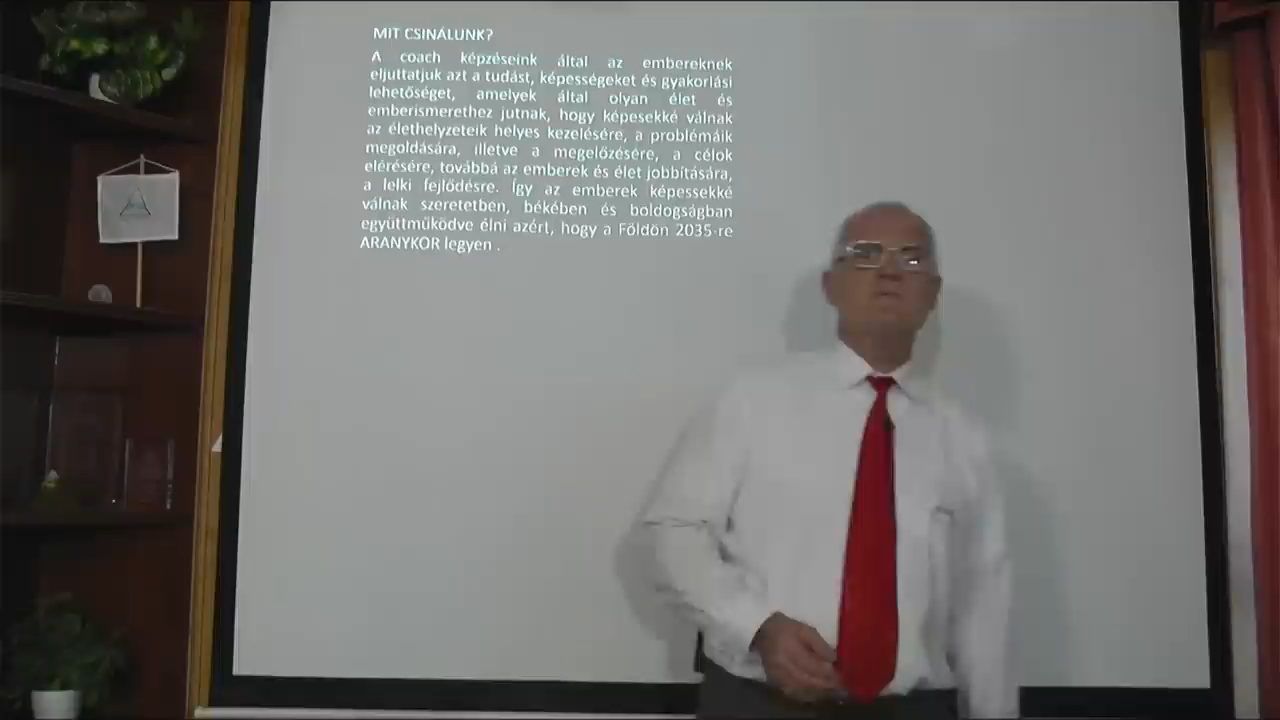 MIT CSINÁLUNK?
A coach képzéseink által az embereknek
eljuttatjuk azt a tudást, képességeket és gyakorlási
lehetőséget, amelyek által olyan élet és
emberismerethez jutnak, hogy képesekké válnak
az élethelyzeteik helyes kezelésére, a problémáik
megoldására, illetve a megelőzésére, a célok
elérésére, továbbá az emberek és élet jobbítására,
a lelki fejlődésre. Így az emberek képessekké
válnak szeretetben, békében és boldogságban
együttműködve élni azért, hogy a Földön 2035-re
ARANYKOR legyen .